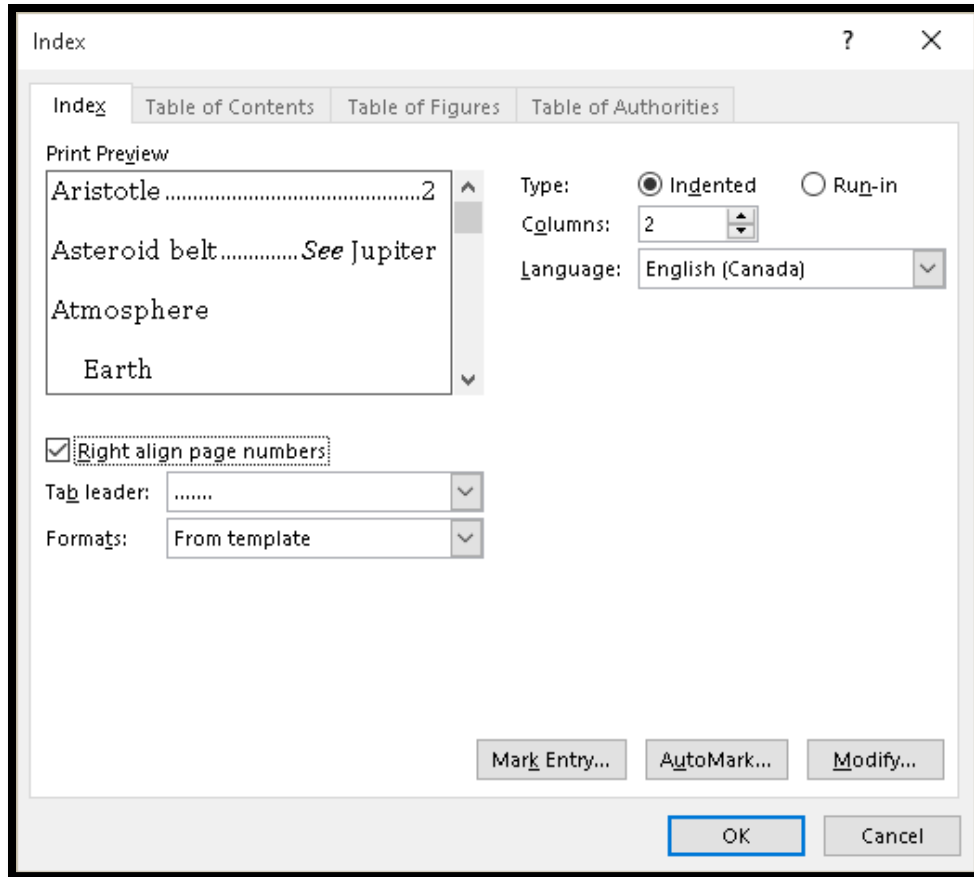 Index ?
Index Table of Contents Table of Figures Table of Authorities
Print Preview
Aristotle...........................................2
Asteroid belt..............See Jupiter
Atmosphere
Earth
Type: Indented Run-in
Columns: 2
Language: English (Canada)
Right align page numbers
Tab leader: .......
Formats: From template
Mark Entry... AutoMark... Modify...
OK Cancel